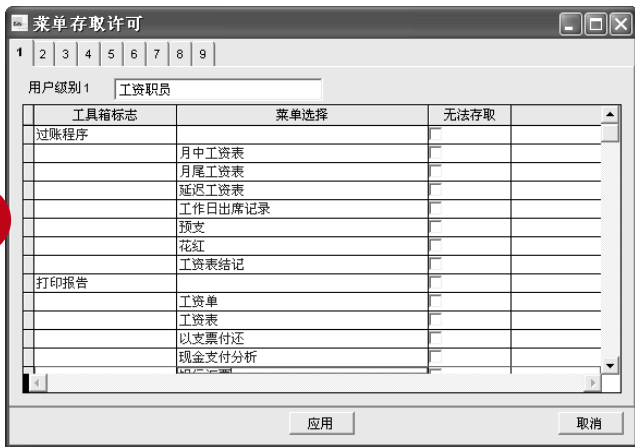 菜单存取许可
1 2 3 4 5 6 7 8 9
用户级别1 工资职员
工具箱标志 菜单选择 无法存取
过账程序
月中工资表
月尾工资表
延迟工资表
工作日出席记录
预支
花红
工资表结记
打印报告
工资单
工资表
以支票付还
现金支付分析
应用 取消